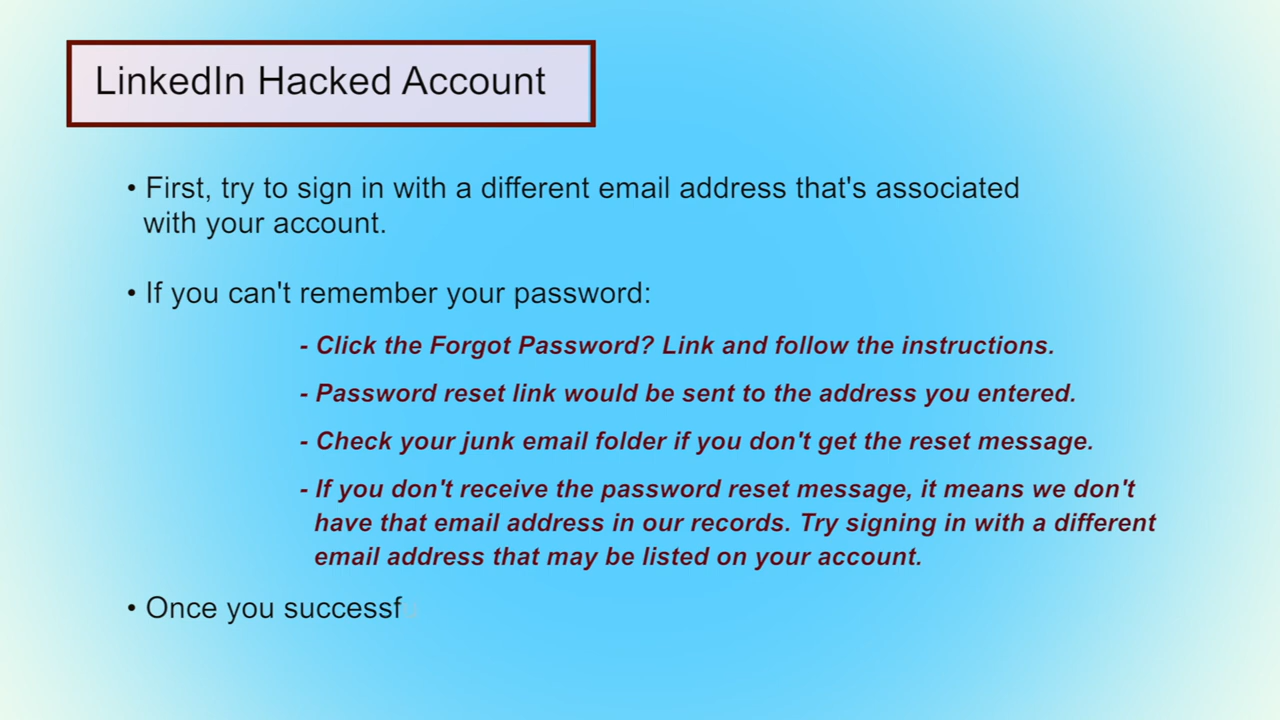 LinkedIn Hacked Account
• First, try to sign in with a different email address that's associated
with your account.
• If you can't remember your password:
- Click the Forgot Password? Link and follow the instructions.
- Password reset link would be sent to the address you entered.
- Check your junk email folder if you don't get the reset message.
- If you don't receive the password reset message, it means we don't
have that email address in our records. Try signing in with a different
email address that may be listed on your account.
• Once you successfu